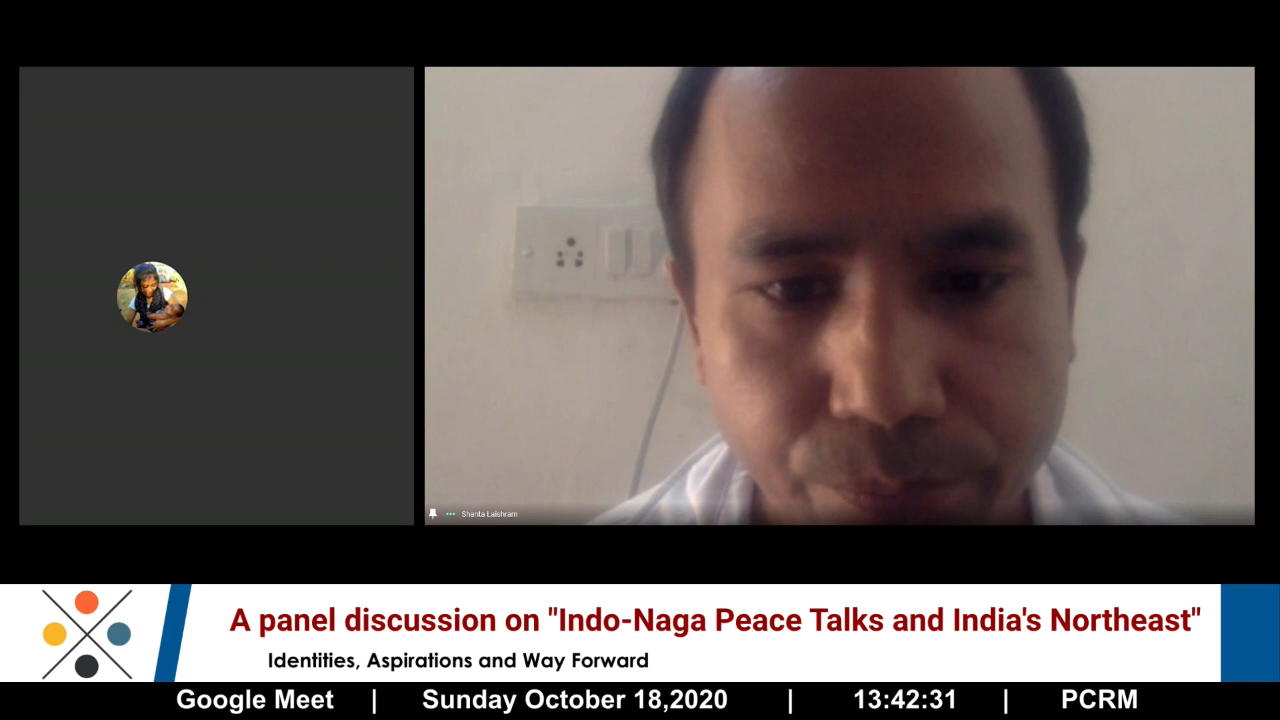 Shanta Laishram
A panel discussion on "Indo-Naga Peace Talks and India's Northeast"
Identities, Aspirations and Way Forward
Google Meet | Sunday October 18,2020 | 13:42:31 | PCRM